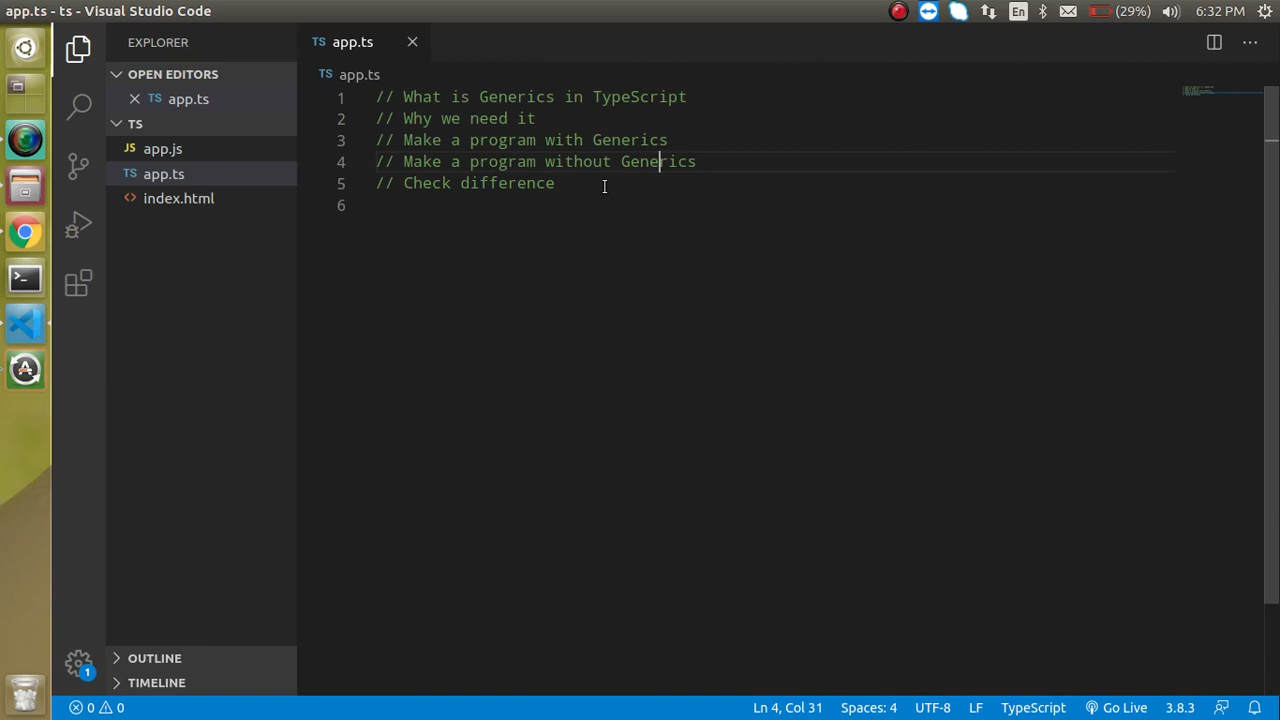 app.ts - ts - Visual Studio Code
En
(29%)
6:32 PM
EXPLORER
OPEN EDITORS
TS app.ts
TS
JS app.js
TS app.ts
<> index.html
OUTLINE
TIMELINE
1
TS app.ts
TS app.ts
1 // What is Generics in TypeScript
2 // Why we need it
3 // Make a program with Generics
4 // Make a program without Generics
5 // Check difference
6
0 0
Ln 4, Col 31
Spaces: 4
UTF-8
LF
TypeScript
Go Live
3.8.3